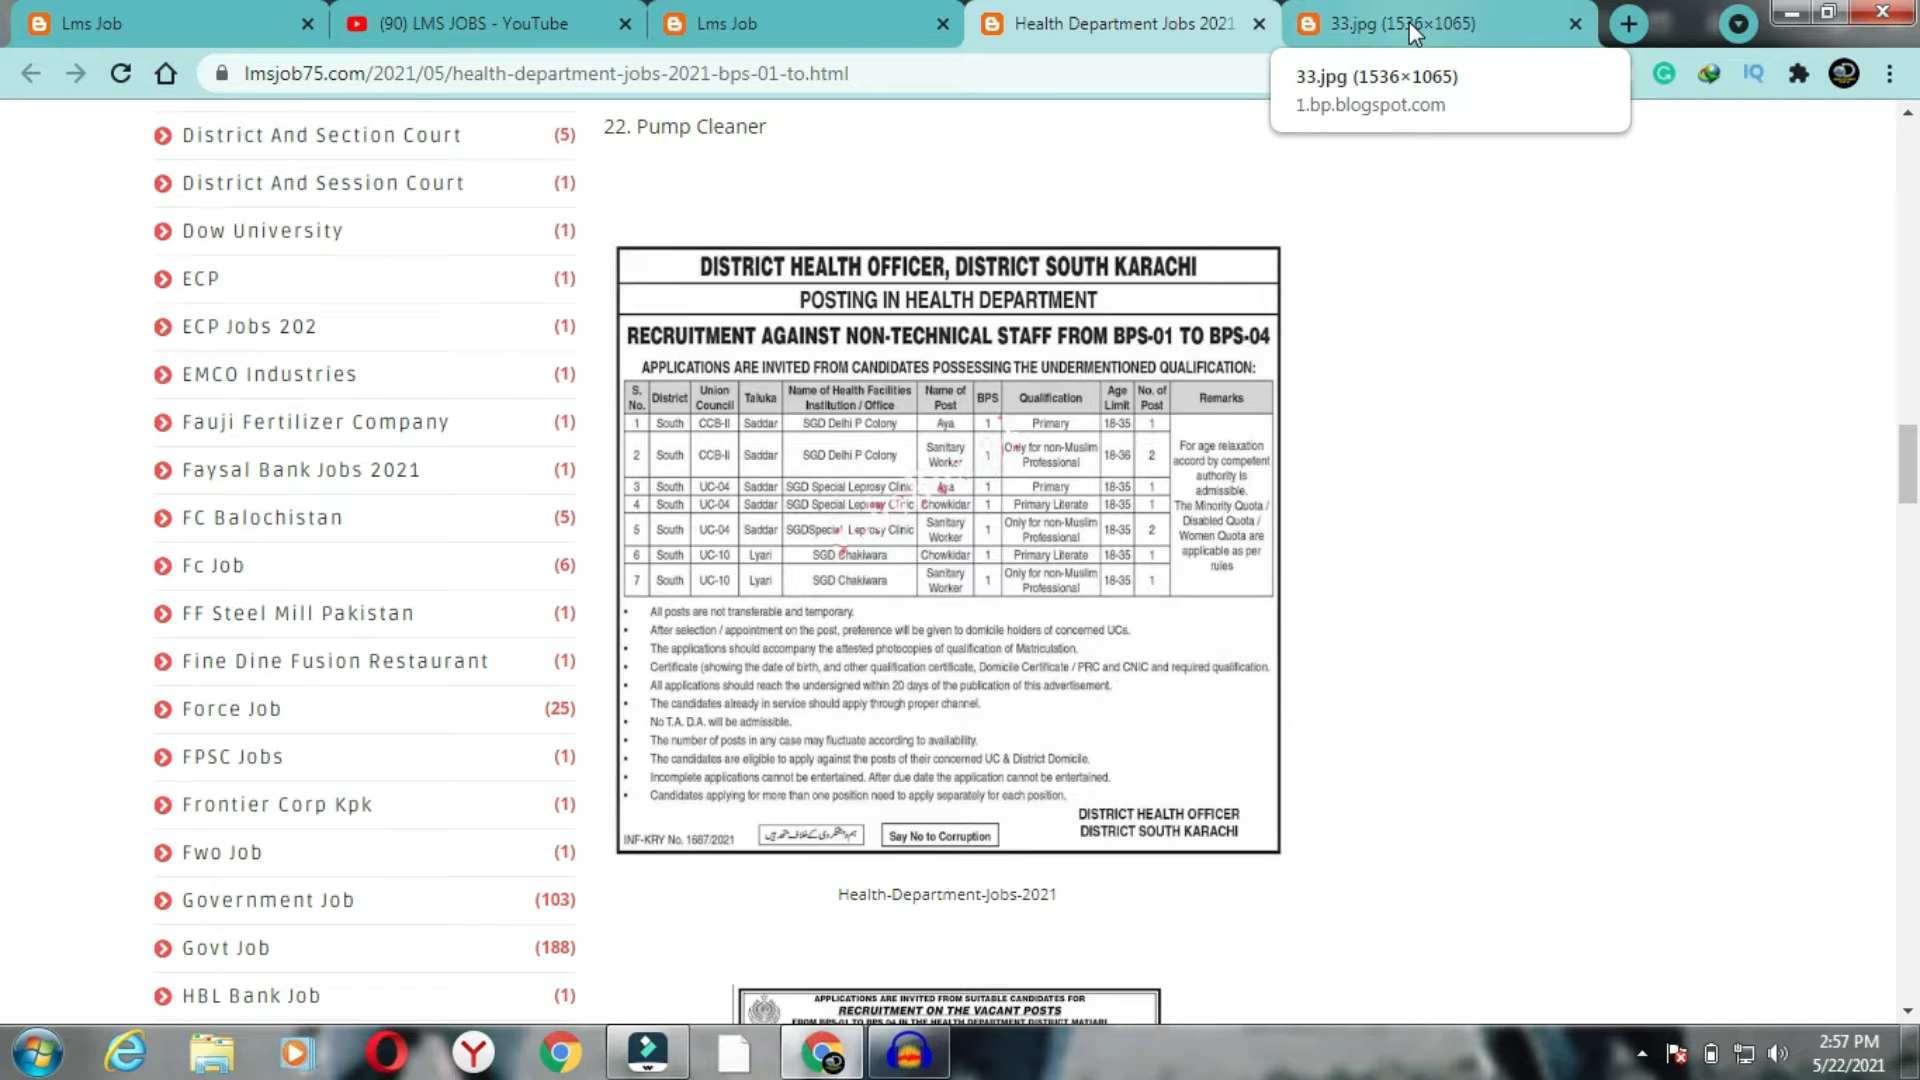 Lms Job
(90) LMS JOBS - YouTube
Lms Job
Health Department Jobs 2021
33.jpg (1536×1065)
lmsjob75.com/2021/05/health-department-jobs-2021-bps-01-to.html
33.jpg (1536×1065)
1.bp.blogspot.com
IQ
District And Section Court (5)
District And Session Court (1)
Dow University (1)
ECP (1)
ECP Jobs 202 (1)
EMCO Industries (1)
Fauji Fertilizer Company (1)
Faysal Bank Jobs 2021 (1)
FC Balochistan (5)
Fc Job (6)
FF Steel Mill Pakistan (1)
Fine Dine Fusion Restaurant (1)
Force Job (25)
FPSC Jobs (1)
Frontier Corp Kpk (1)
Fwo Job (1)
Government Job (103)
Govt Job (188)
HBL Bank Job (1)
22. Pump Cleaner
DISTRICT HEALTH OFFICER, DISTRICT SOUTH KARACHI
POSTING IN HEALTH DEPARTMENT
RECRUITMENT AGAINST NON-TECHNICAL STAFF FROM BPS-01 TO BPS-04
APPLICATIONS ARE INVITED FROM CANDIDATES POSSESSING THE UNDERMENTIONED QUALIFICATION:
S. No. District Union Council Taluka Name of Health Facilities Institution / Office Name of Post BPS Qualification Age Limit No. of Post Remarks
1 South CCB-II Saddar SGD Delhi P Colony Aya 1 Primary 18-35 1
2 South CCB-II Saddar SGD Delhi P Colony Sanitary Worker 1 Only for non-Muslim Professional 18-36 2
3 South UC-04 Saddar SGD Special Leprosy Clinic Aya 1 Primary 18-35 1
4 South UC-04 Saddar SGD Special Leprosy Clinic Chowkidar 1 Primary Literate 18-35 1
5 South UC-04 Saddar SGDSpecial Leprosy Clinic Sanitary Worker 1 Only for non-Muslim Professional 18-35 2
6 South UC-10 Lyari SGD Chakiwara Chowkidar 1 Primary Literate 18-35 1
7 South UC-10 Lyari SGD Chakiwara Sanitary Worker 1 Only for non-Muslim Professional 18-35 1
For age relaxation
accord by competent
authority is
admissible.
The Minority Quota /
Disabled Quota /
Women Quota are
applicable as per
rules
• All posts are not transferable and temporary.
• After selection / appointment on the post, preference will be given to domicile holders of concerned UCs.
• The applications should accompany the attested photocopies of qualification of Matriculation.
• Certificate (showing the date of birth, and other qualification certificate, Domicile Certificate / PRC and CNIC and required qualification.
• All applications should reach the undersigned within 20 days of the publication of this advertisement.
• The candidates already in service should apply through proper channel.
• No T.A. D.A. will be admissible.
• The number of posts in any case may fluctuate according to availability.
• The candidates are eligible to apply against the posts of their concerned UC & District Domicile.
• Incomplete applications cannot be entertained. After due date the application cannot be entertained.
• Candidates applying for more than one position need to apply separately for each position.
DISTRICT HEALTH OFFICER
DISTRICT SOUTH KARACHI
INF-KRY No. 1687/2021
ہم دہشتگردی کے خلاف متحد ہیں
Say No to Corruption
Health-Department-Jobs-2021
APPLICATIONS ARE INVITED FROM SUITABLE CANDIDATES FOR
RECRUITMENT ON THE VACANT POSTS
FROM BPS-01 TO BPS-04 IN THE HEALTH DEPARTMENT DISTRICT MATIARI
2:57 PM
5/22/2021